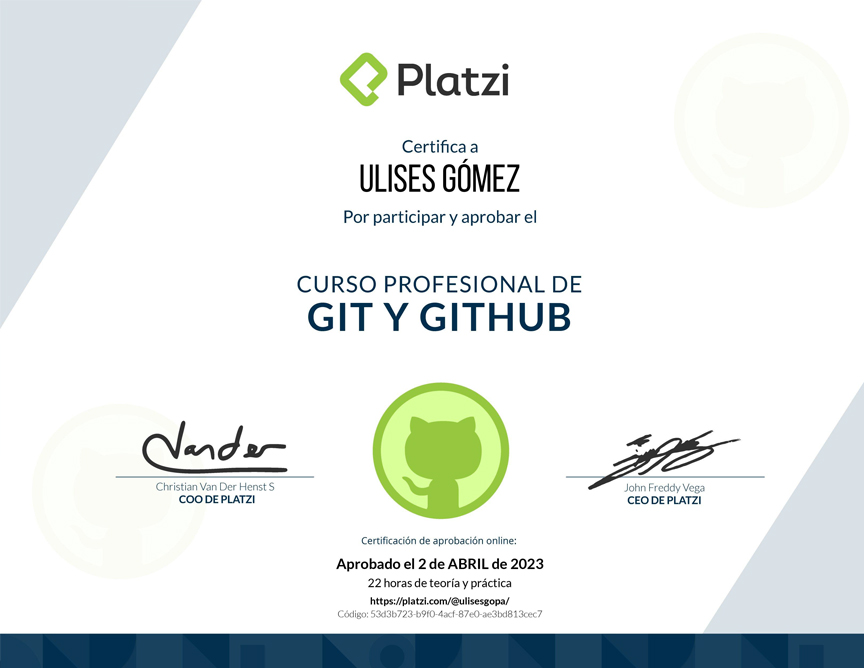 Platzi
Certifica a
ULISES GÓMEZ
Por participar y aprobar el
CURSO PROFESIONAL DE
GIT Y GITHUB
Vander
Christian Van Der Henst S
COO DE PLATZI
John Freddy Vega
CEO DE PLATZI
Certificación de aprobación online:
Aprobado el 2 de ABRIL de 2023
22 horas de teoría y práctica
https://platzi.com/@ulisesgopa/
Código: 53d3b723-b9f0-4acf-87e0-ae3bd813cec7